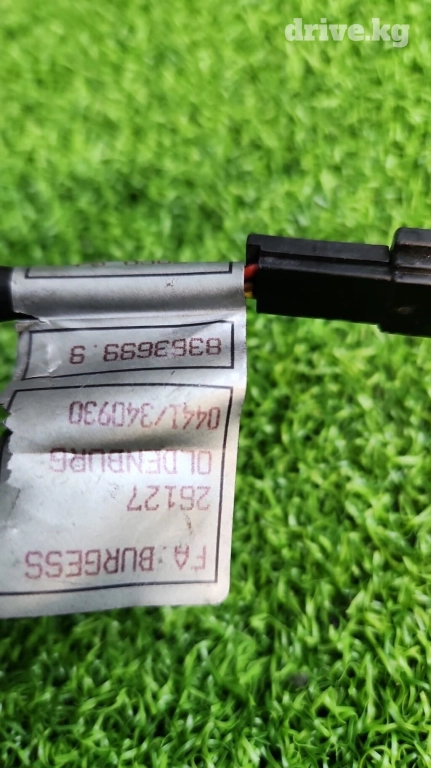 drive.kg
FA. BURGESS
26127
OLDENBURG
0441/340930
8363699.9